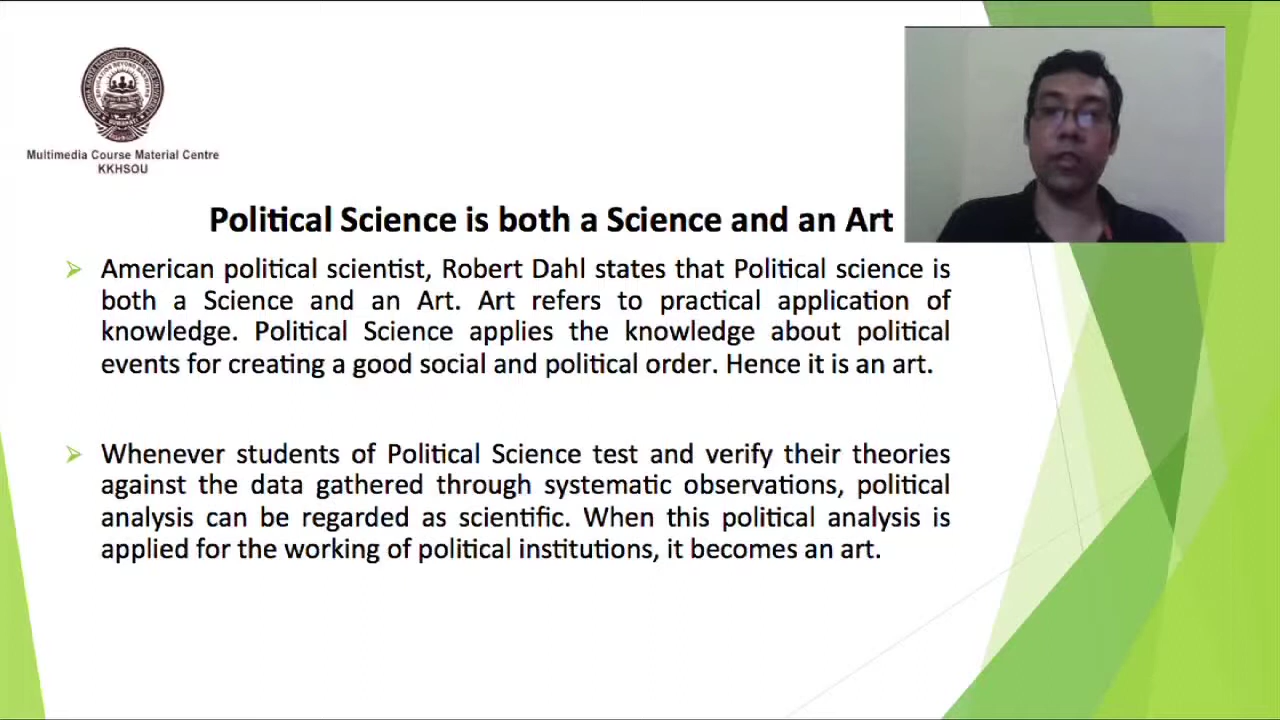 Multimedia Course Material Centre
KKHSOU
Political Science is both a Science and an Art
American political scientist, Robert Dahl states that Political science is
both a Science and an Art. Art refers to practical application of
knowledge. Political Science applies the knowledge about political
events for creating a good social and political order. Hence it is an art.
Whenever students of Political Science test and verify their theories
against the data gathered through systematic observations, political
analysis can be regarded as scientific. When this political analysis is
applied for the working of political institutions, it becomes an art.